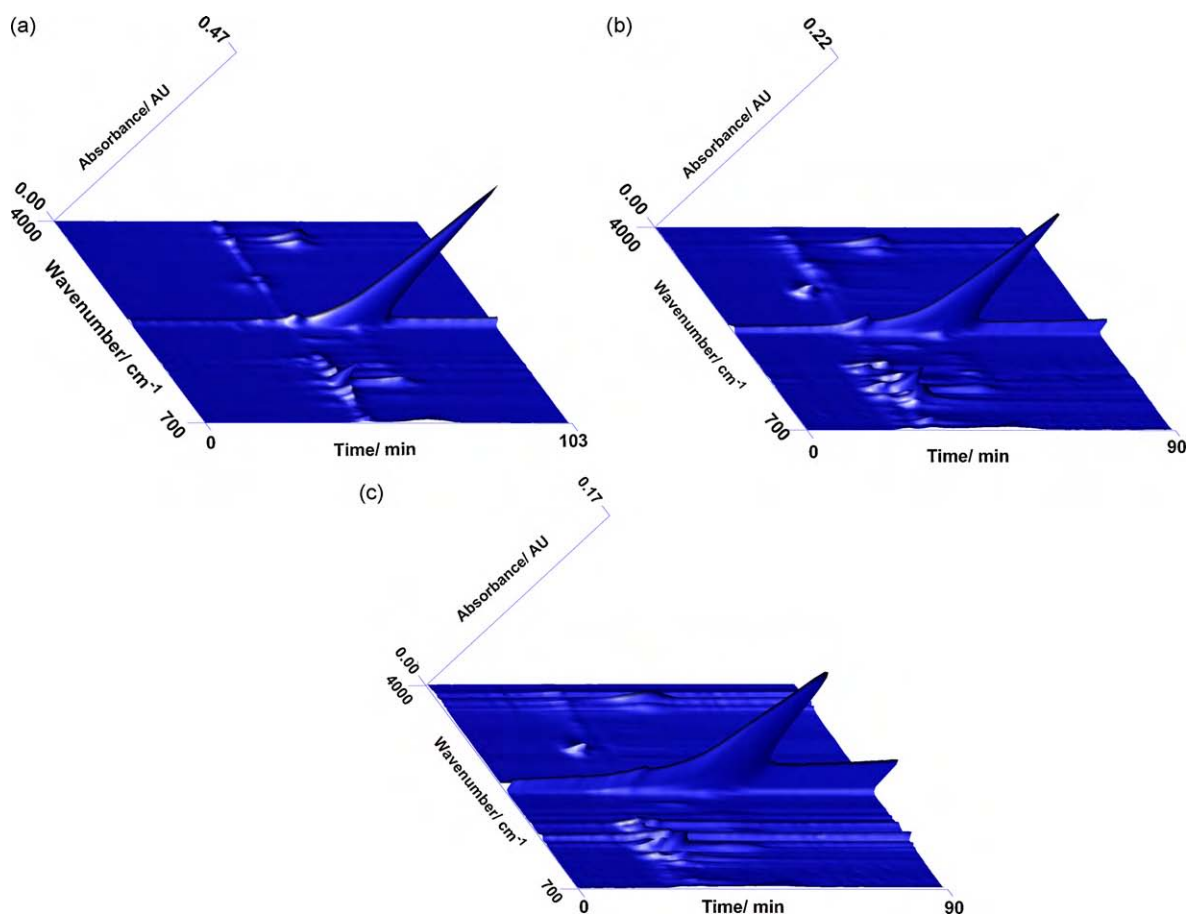 (a)
0.47
Absorbance/ AU
0.00
4000
Wavenumber/ cm-1
700
0
Time/ min
103
(b)
0.22
Absorbance/ AU
0.00
4000
Wavenumber/ cm-1
700
0
Time/ min
90
(c)
0.17
Absorbance/ AU
0.00
4000
Wavenumber/ cm-1
700
0
Time/ min
90